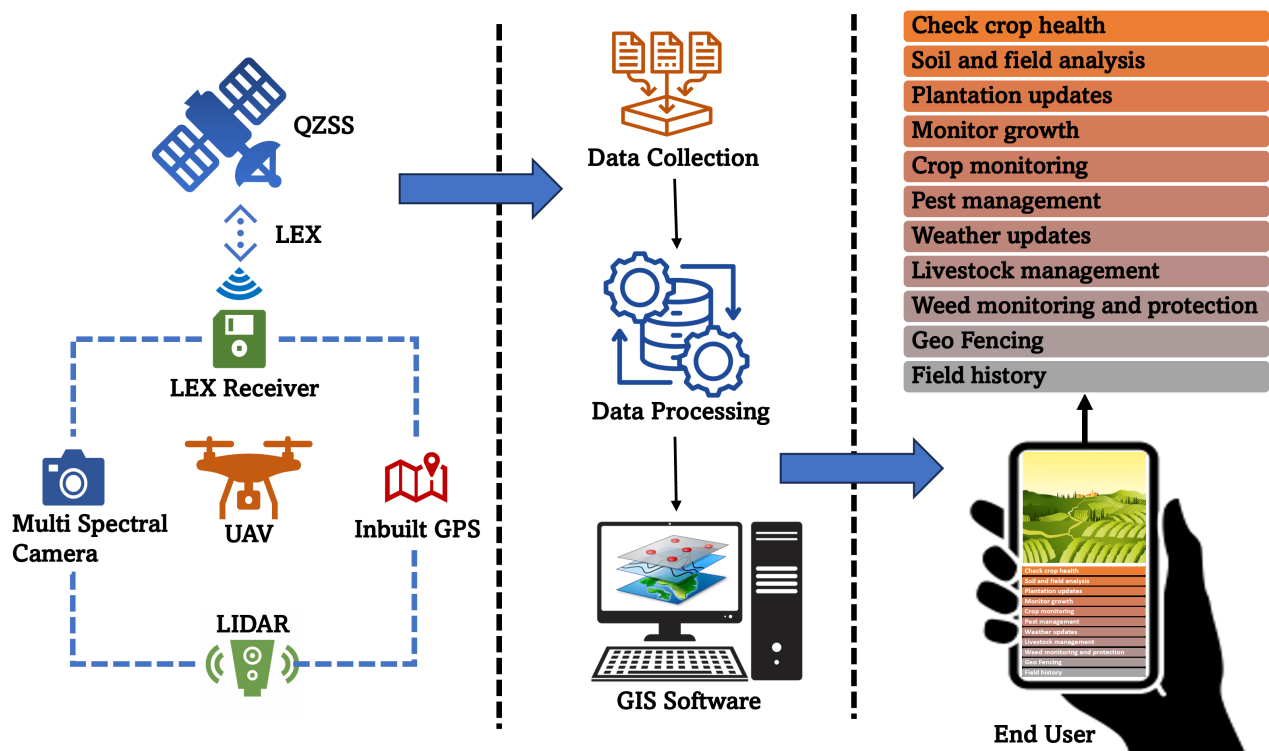 QZSS
LEX
LEX Receiver
Multi Spectral
Camera
UAV
Inbuilt GPS
LIDAR
Data Collection
Data Processing
GIS Software
Check crop health
Soil and field analysis
Plantation updates
Monitor growth
Crop monitoring
Pest management
Weather updates
Livestock management
Weed monitoring and protection
Geo Fencing
Field history
Check crop health
Soil and field analysis
Plantation updates
Monitor growth
Crop monitoring
Pest management
Weather updates
Livestock management
Weed monitoring and protection
Geo Fencing
Field history
End User